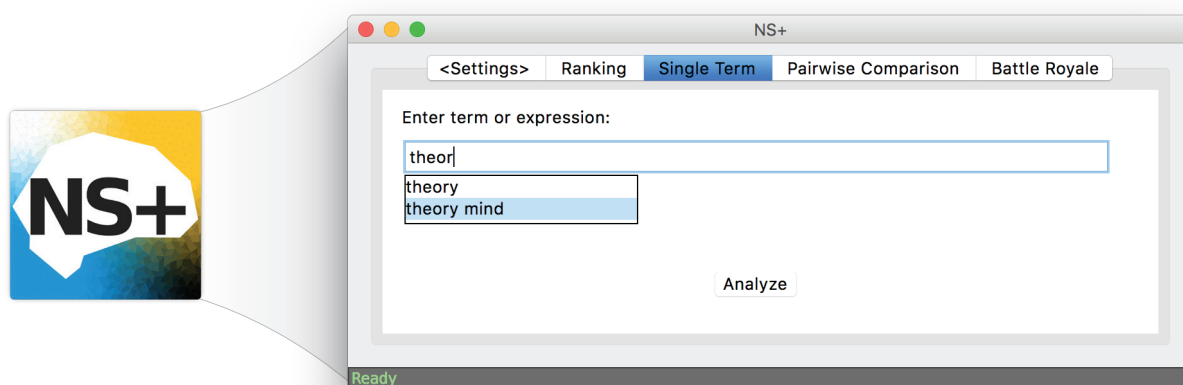 NS+
NS+
<Settings> Ranking Single Term Pairwise Comparison Battle Royale
Enter term or expression:
theor
theory
theory mind
Analyze
Ready